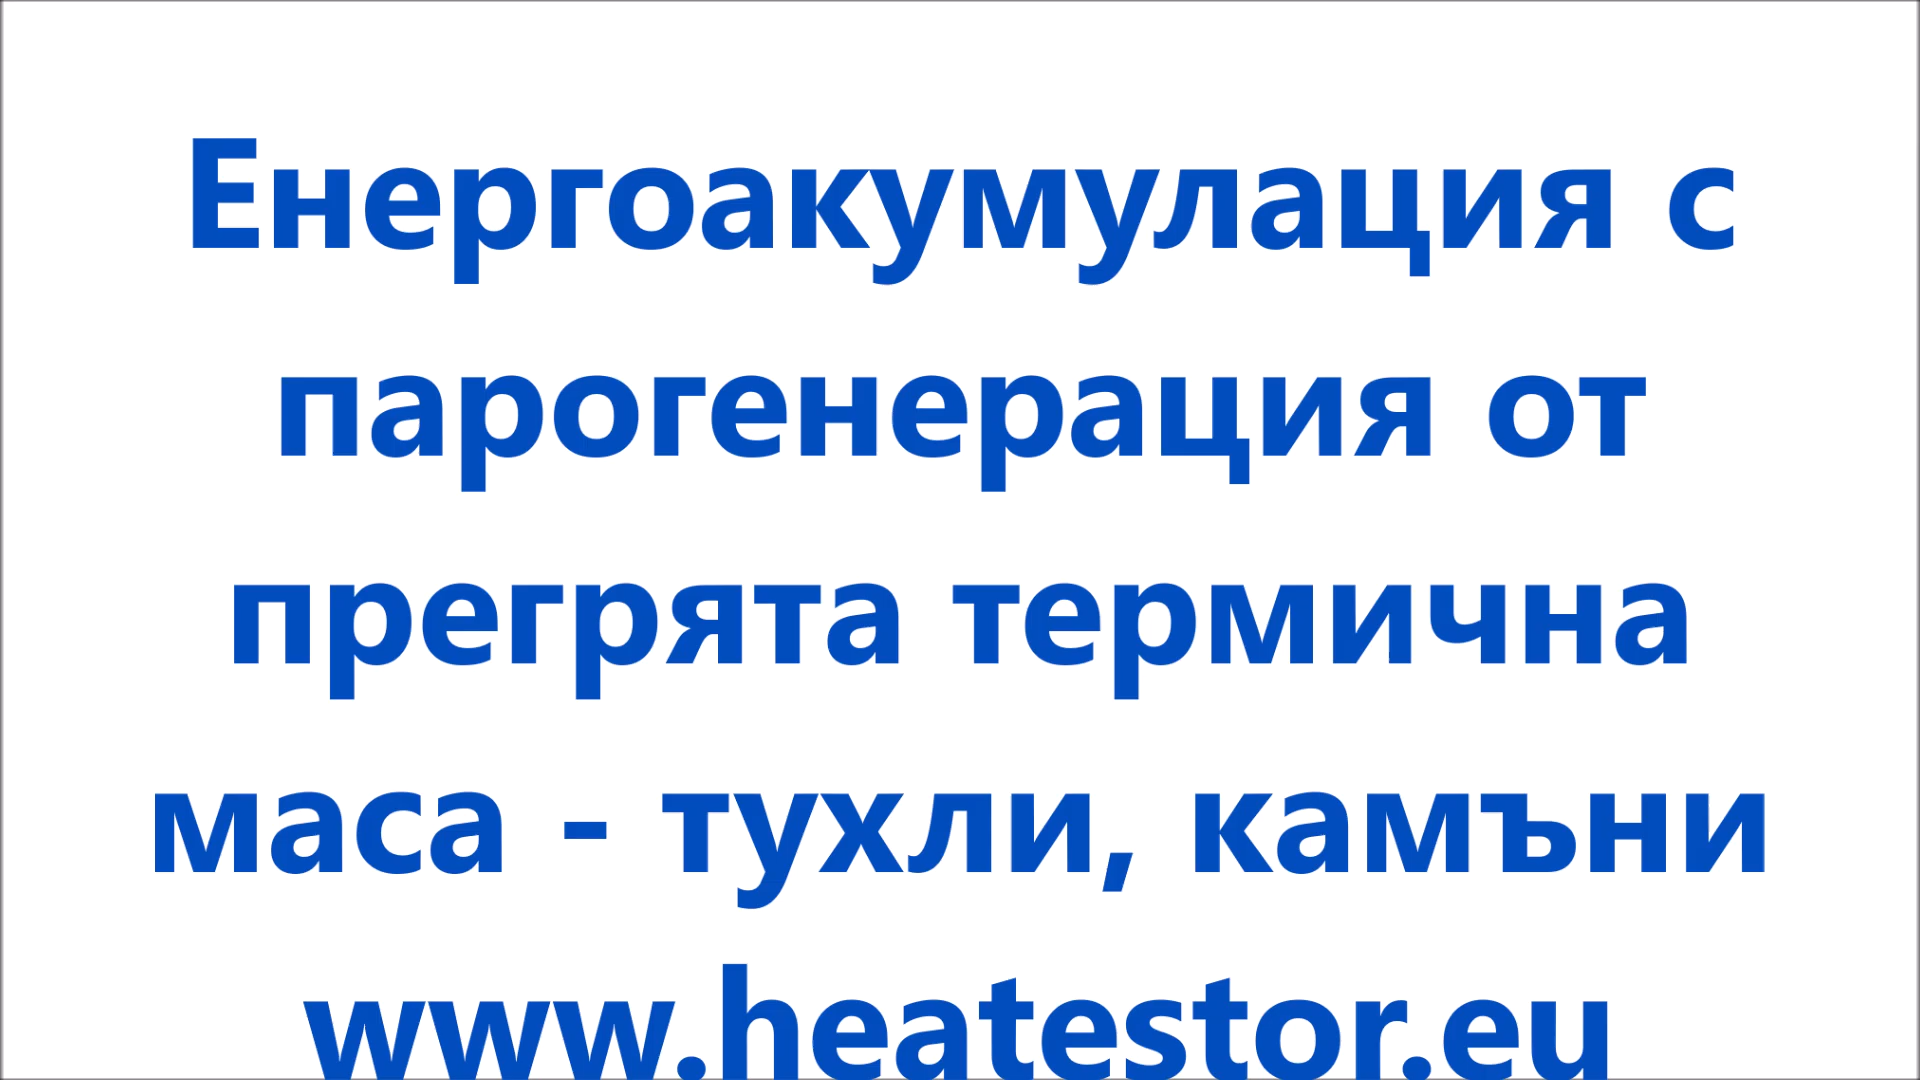 Енергоакумулация с
парогенерация от
прегрята термична
маса - тухли, камъни
www.heatestor.eu